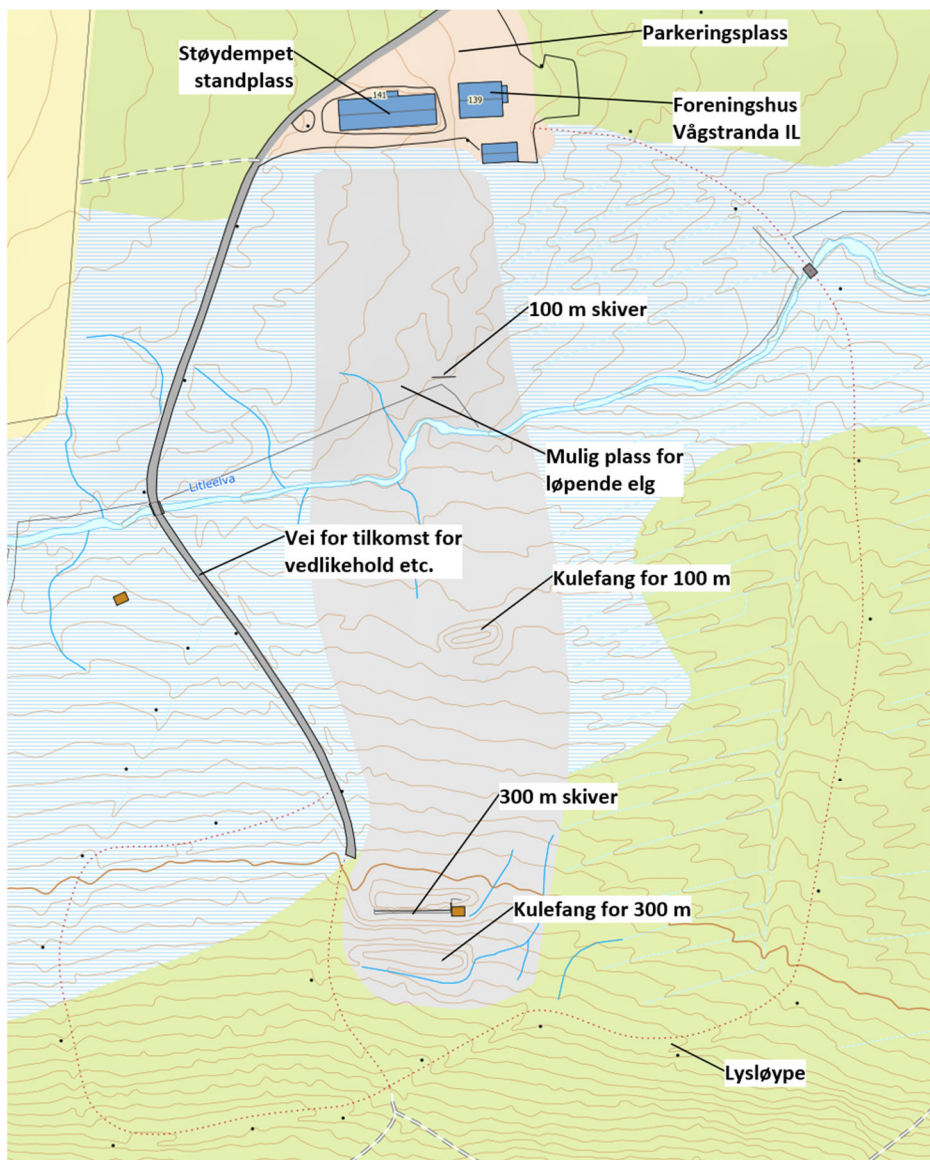 Parkeringsplass
Støydempet
standplass
141
139
Foreningshus
Vågstranda IL
100 m skiver
Mulig plass for
løpende elg
Litleelva
Vei for tilkomst for
vedlikehold etc.
Kulefang for 100 m
300 m skiver
Kulefang for 300 m
Lysløype